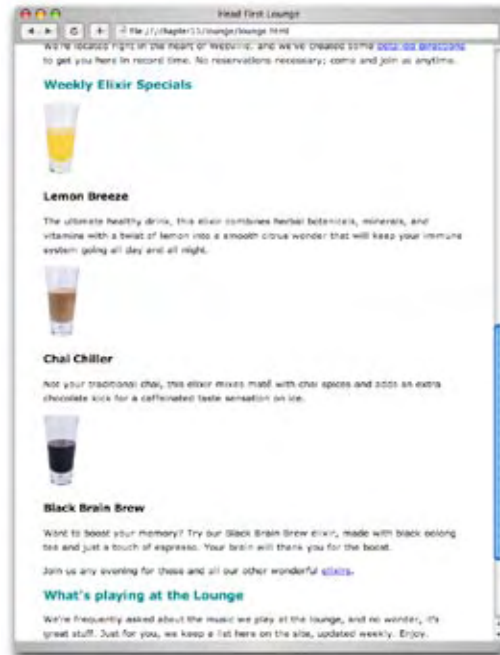 Head First Lounge
file:///chapter11/lounge/lounge.html
We're located right in the heart of Webville, and we've created some detailed directions
to get you here in record time. No reservations necessary; come and join us anytime.
Weekly Elixir Specials
Lemon Breeze
The ultimate healthy drink, this elixir combines herbal botanicals, minerals, and
vitamins with a twist of lemon into a smooth citrus wonder that will keep your immune
system going all day and all night.
Chai Chiller
Not your traditional chai, this elixir mixes maté with chai spices and adds an extra
chocolate kick for a caffeinated taste sensation on ice.
Black Brain Brew
Want to boost your memory? Try our Black Brain Brew elixir, made with black oolong
tea and just a touch of espresso. Your brain will thank you for the boost.
Join us any evening for these and all our other wonderful elixirs.
What's playing at the Lounge
We're frequently asked about the music we play at the lounge, and no wonder, it's
great stuff. Just for you, we keep a list here on the site, updated weekly. Enjoy.